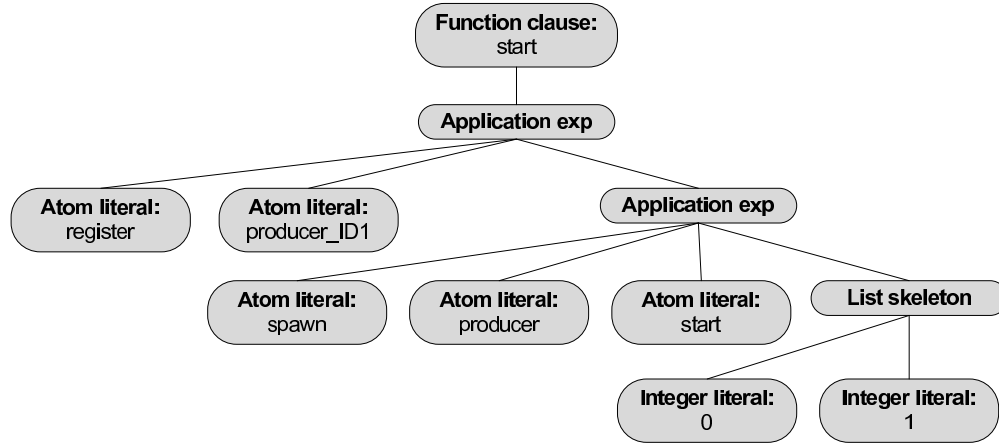 Function clause:
start
Application exp
Atom literal:
register
Atom literal:
producer_ID1
Application exp
Atom literal:
spawn
Atom literal:
producer
Atom literal:
start
List skeleton
Integer literal:
0
Integer literal:
1